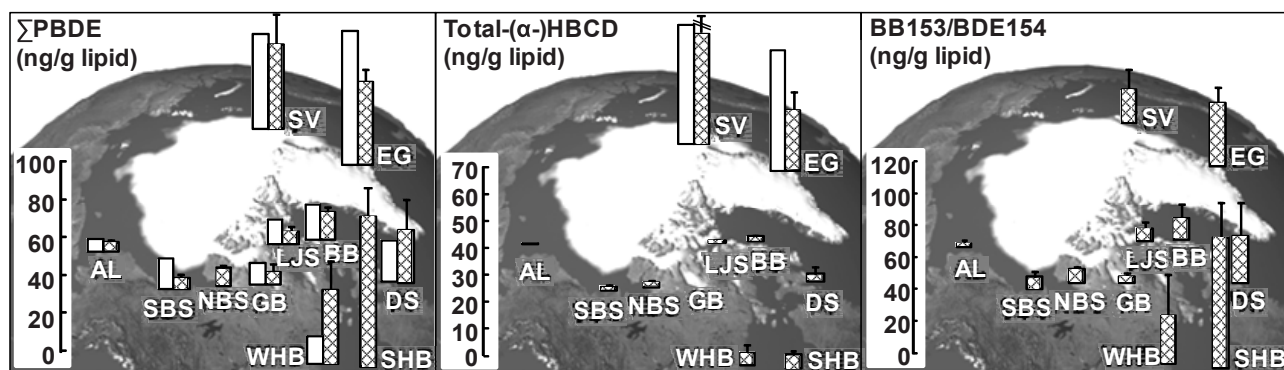 ∑PBDE
(ng/g lipid)
SV
EG
100
80
60
40
20
0
AL
SBS
NBS
GB
LJS
BB
DS
WHB
SHB
Total-(α-)HBCD
(ng/g lipid)
SV
EG
70
60
50
40
30
20
10
0
AL
SBS
NBS
GB
LJS
BB
DS
WHB
SHB
BB153/BDE154
(ng/g lipid)
SV
EG
120
100
80
60
40
20
0
AL
SBS
NBS
GB
LJS
BB
DS
WHB
SHB